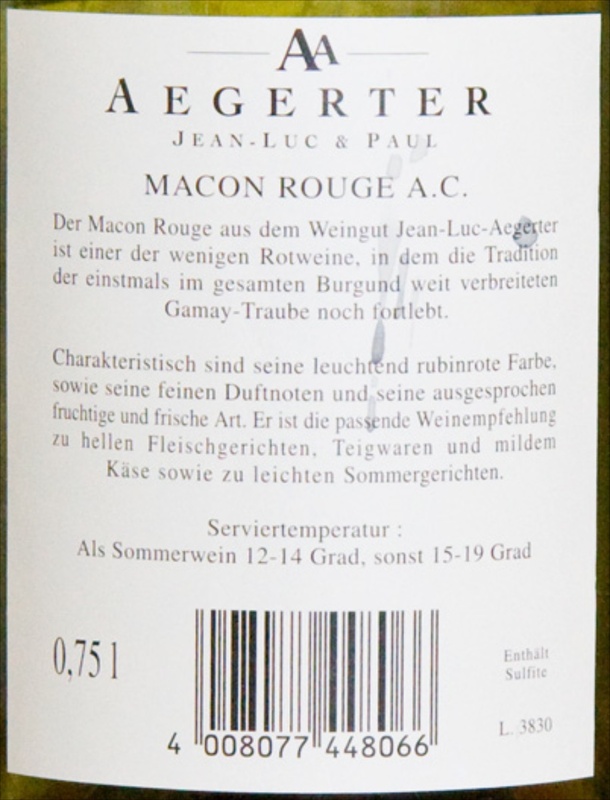 AA
AEGERTER
JEAN-LUC & PAUL
MACON ROUGE A.C.
Der Macon Rouge aus dem Weingut Jean-Luc-Aegerter
ist einer der wenigen Rotweine, in dem die Tradition
der einstmals im gesamten Burgund weit verbreiteten
Gamay-Traube noch fortlebt.
Charakteristisch sind seine leuchtend rubinrote Farbe,
sowie seine feinen Duftnoten und seine ausgesprochen
fruchtige und frische Art. Er ist die passende Weinempfehlung
zu hellen Fleischgerichten, Teigwaren und mildem
Käse sowie zu leichten Sommergerichten.
Serviertemperatur :
Als Sommerwein 12-14 Grad, sonst 15-19 Grad
0,75 l
Enthält
Sulfite
L. 3830
4 008077 448066